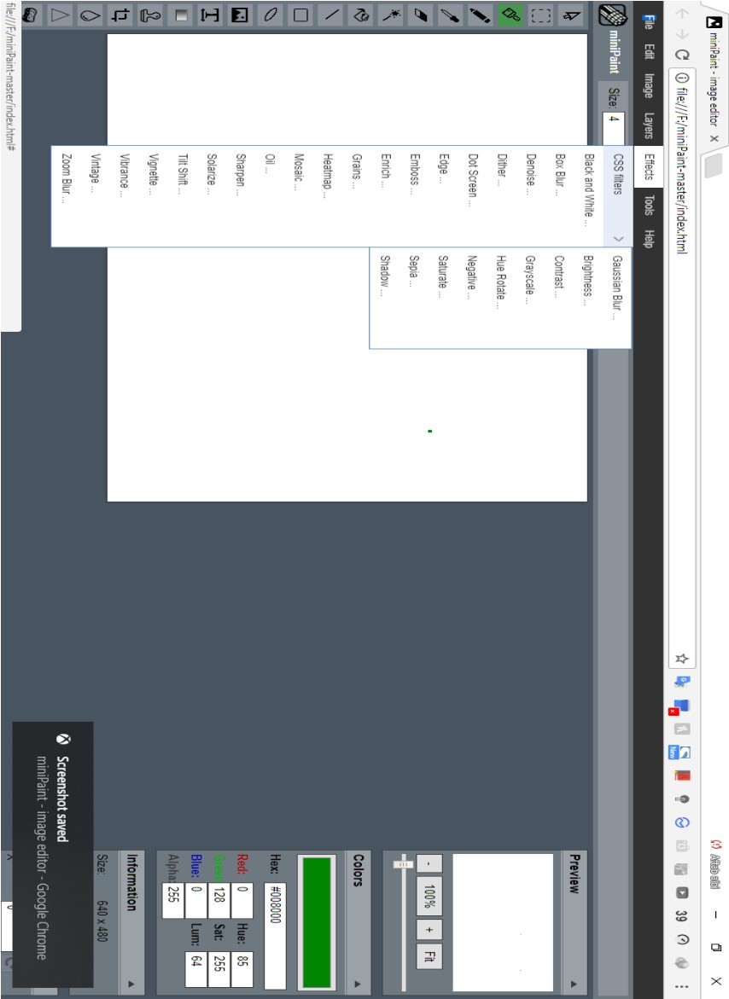 miniPaint - image editor
Aftab abid
file:///F:/miniPaint-master/index.html
New
39
File Edit Image Layers Effects Tools Help
miniPaint
Size: 4
CSS filters
Black and White ...
Box Blur ...
Denoise ...
Dither ...
Dot Screen ...
Edge ...
Emboss ...
Enrich ...
Grains ...
Heatmap ...
Mosaic ...
Oil ...
Sharpen ...
Solarize ...
Tilt Shift ...
Vignette ...
Vibrance ...
Vintage ...
Zoom Blur ...
Gaussian Blur ...
Brightness ...
Contrast ...
Grayscale ...
Hue Rotate ...
Negative ...
Saturate ...
Sepia ...
Shadow ...
Preview
- 100% + Fit
Colors
Hex: #008000
Red: 0 Hue: 85
Green: 128 Sat: 255
Blue: 0 Lum: 64
Alpha: 255
Information
Size: 640 x 480
Screenshot saved
miniPaint - image editor - Google Chrome
file:///F:/miniPaint-master/index.html#